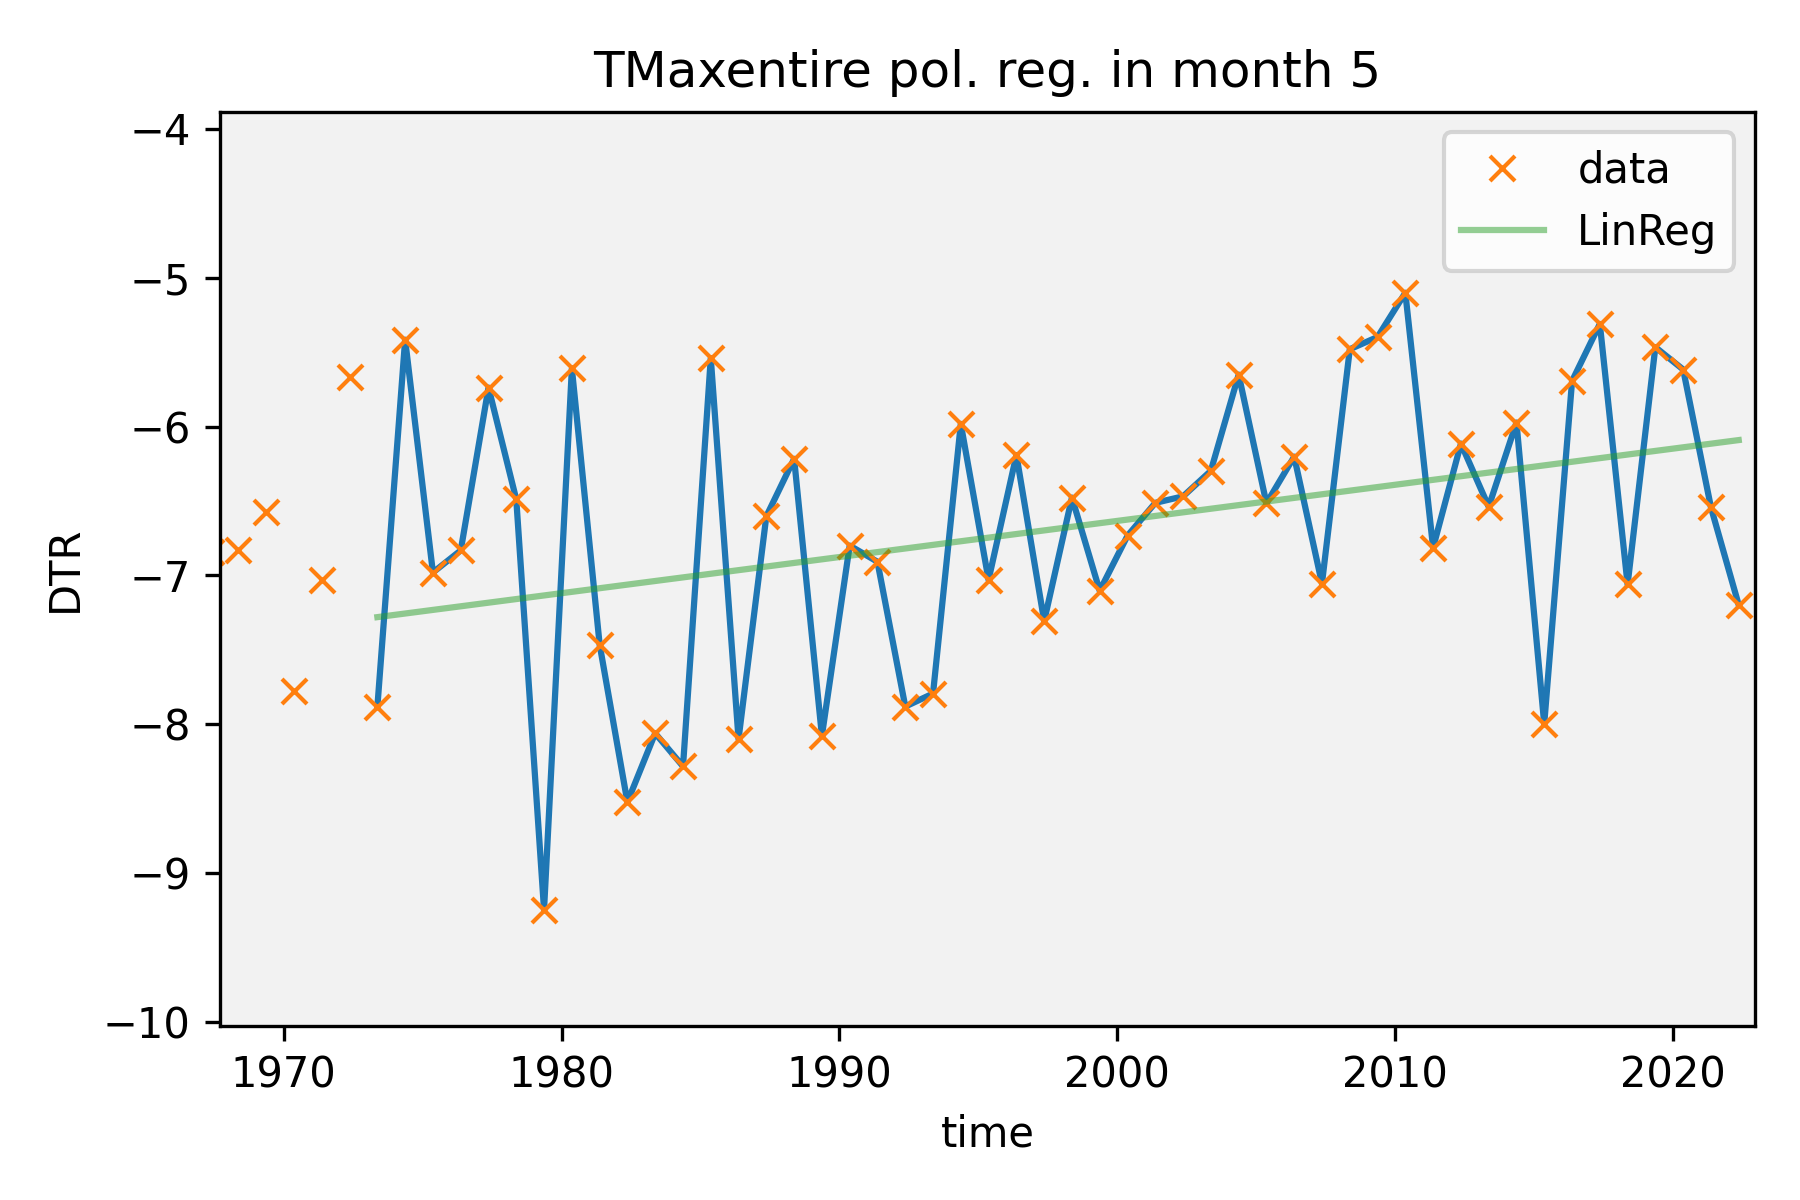 TMaxentire pol. reg. in month 5
data
LinReg
DTR
−4
−5
−6
−7
−8
−9
−10
1970 1980 1990 2000 2010 2020
time